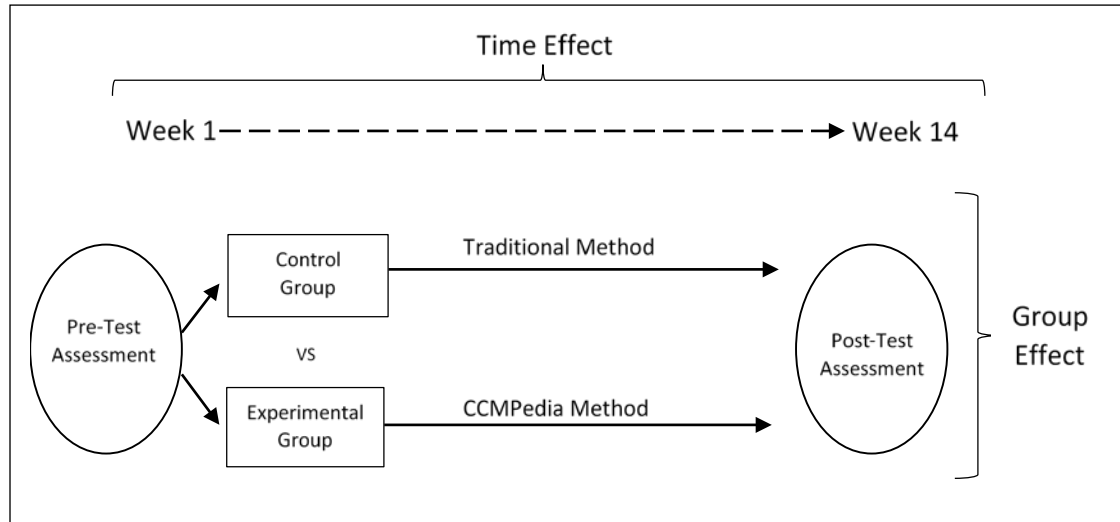 Time Effect
Week 1
Week 14
Control
Group
Traditional Method
Pre-Test
Assessment
VS
Post-Test
Assessment
Group
Effect
Experimental
Group
CCMPedia Method